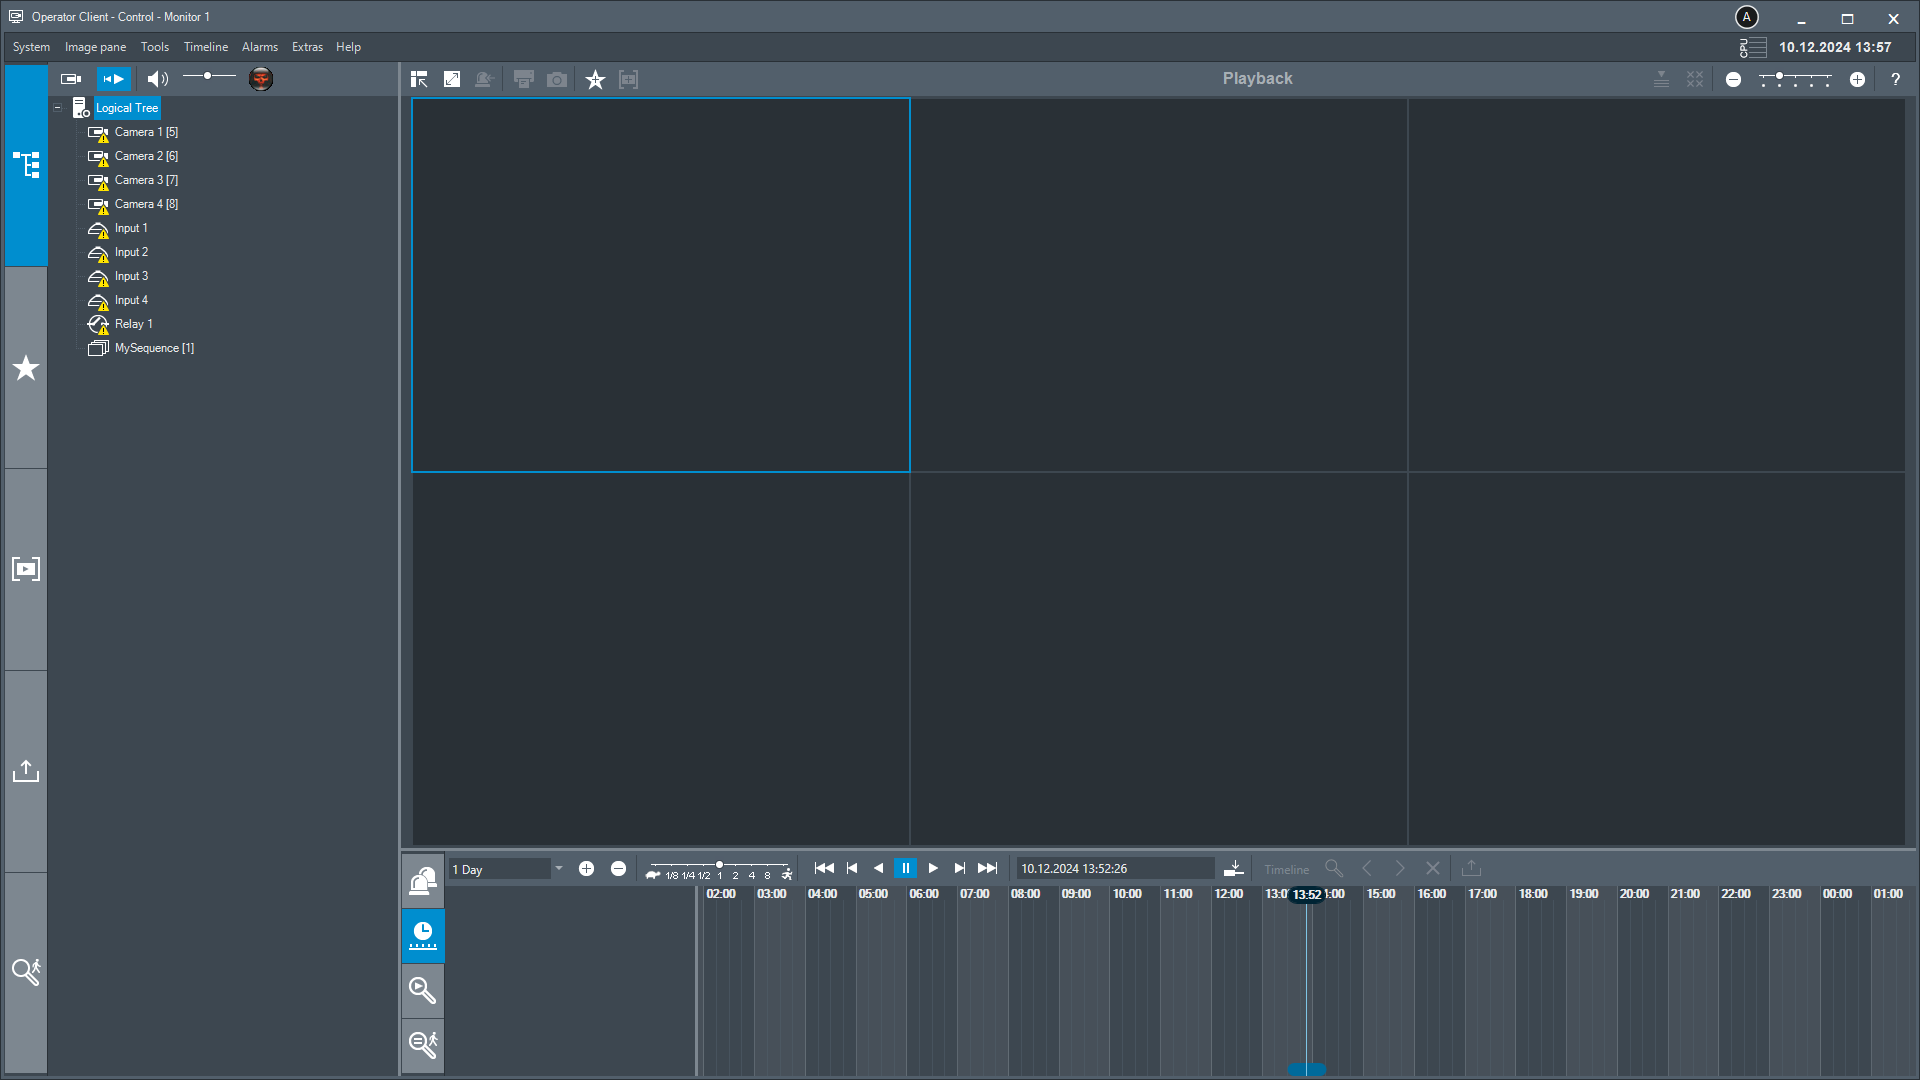 Operator Client - Control - Monitor 1
A
System Image pane Tools Timeline Alarms Extras Help
CPU
10.12.2024 13:57
Playback
?
Logical Tree
Camera 1 [5]
Camera 2 [6]
Camera 3 [7]
Camera 4 [8]
Input 1
Input 2
Input 3
Input 4
Relay 1
MySequence [1]
1 Day
1/8 1/4 1/2 1 2 4 8
10.12.2024 13:52:26
Timeline
02:00 03:00 04:00 05:00 06:00 07:00 08:00 09:00 10:00 11:00 12:00 13:0 13:52 :00 15:00 16:00 17:00 18:00 19:00 20:00 21:00 22:00 23:00 00:00 01:00